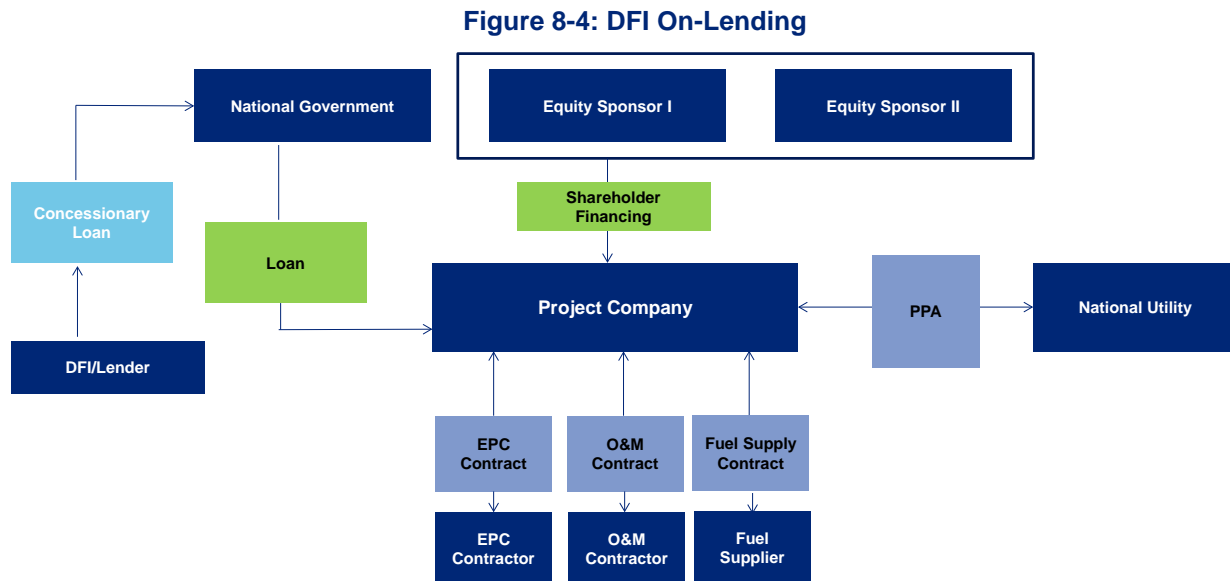 Figure 8-4: DFI On-Lending
National Government
Equity Sponsor I
Equity Sponsor II
Concessionary
Loan
Shareholder
Financing
Loan
Project Company
PPA
National Utility
DFI/Lender
EPC
Contract
O&M
Contract
Fuel Supply
Contract
EPC
Contractor
O&M
Contractor
Fuel
Supplier